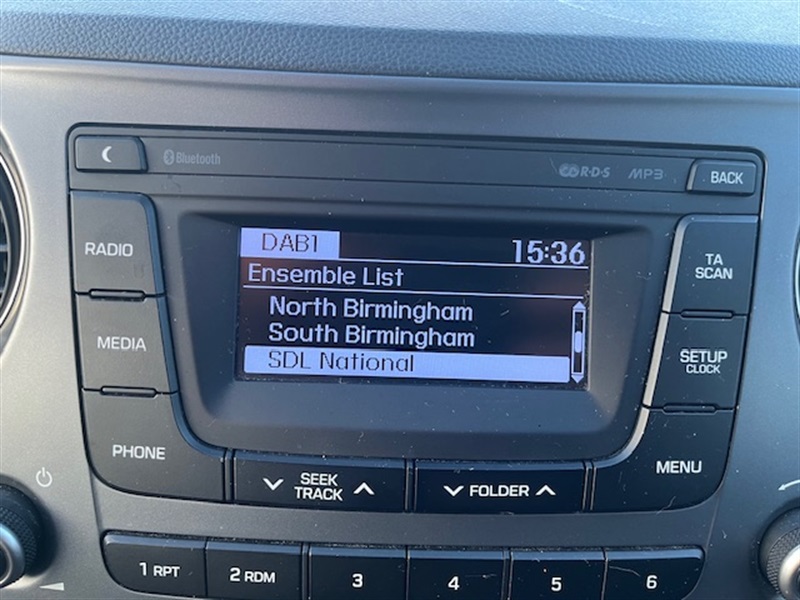 Bluetooth
R·D·S MP3 BACK
RADIO
MEDIA
PHONE
DAB1 15:36
Ensemble List
North Birmingham
South Birmingham
SDL National
TA
SCAN
SETUP
CLOCK
MENU
SEEK
TRACK
FOLDER
1 RPT 2 RDM 3 4 5 6